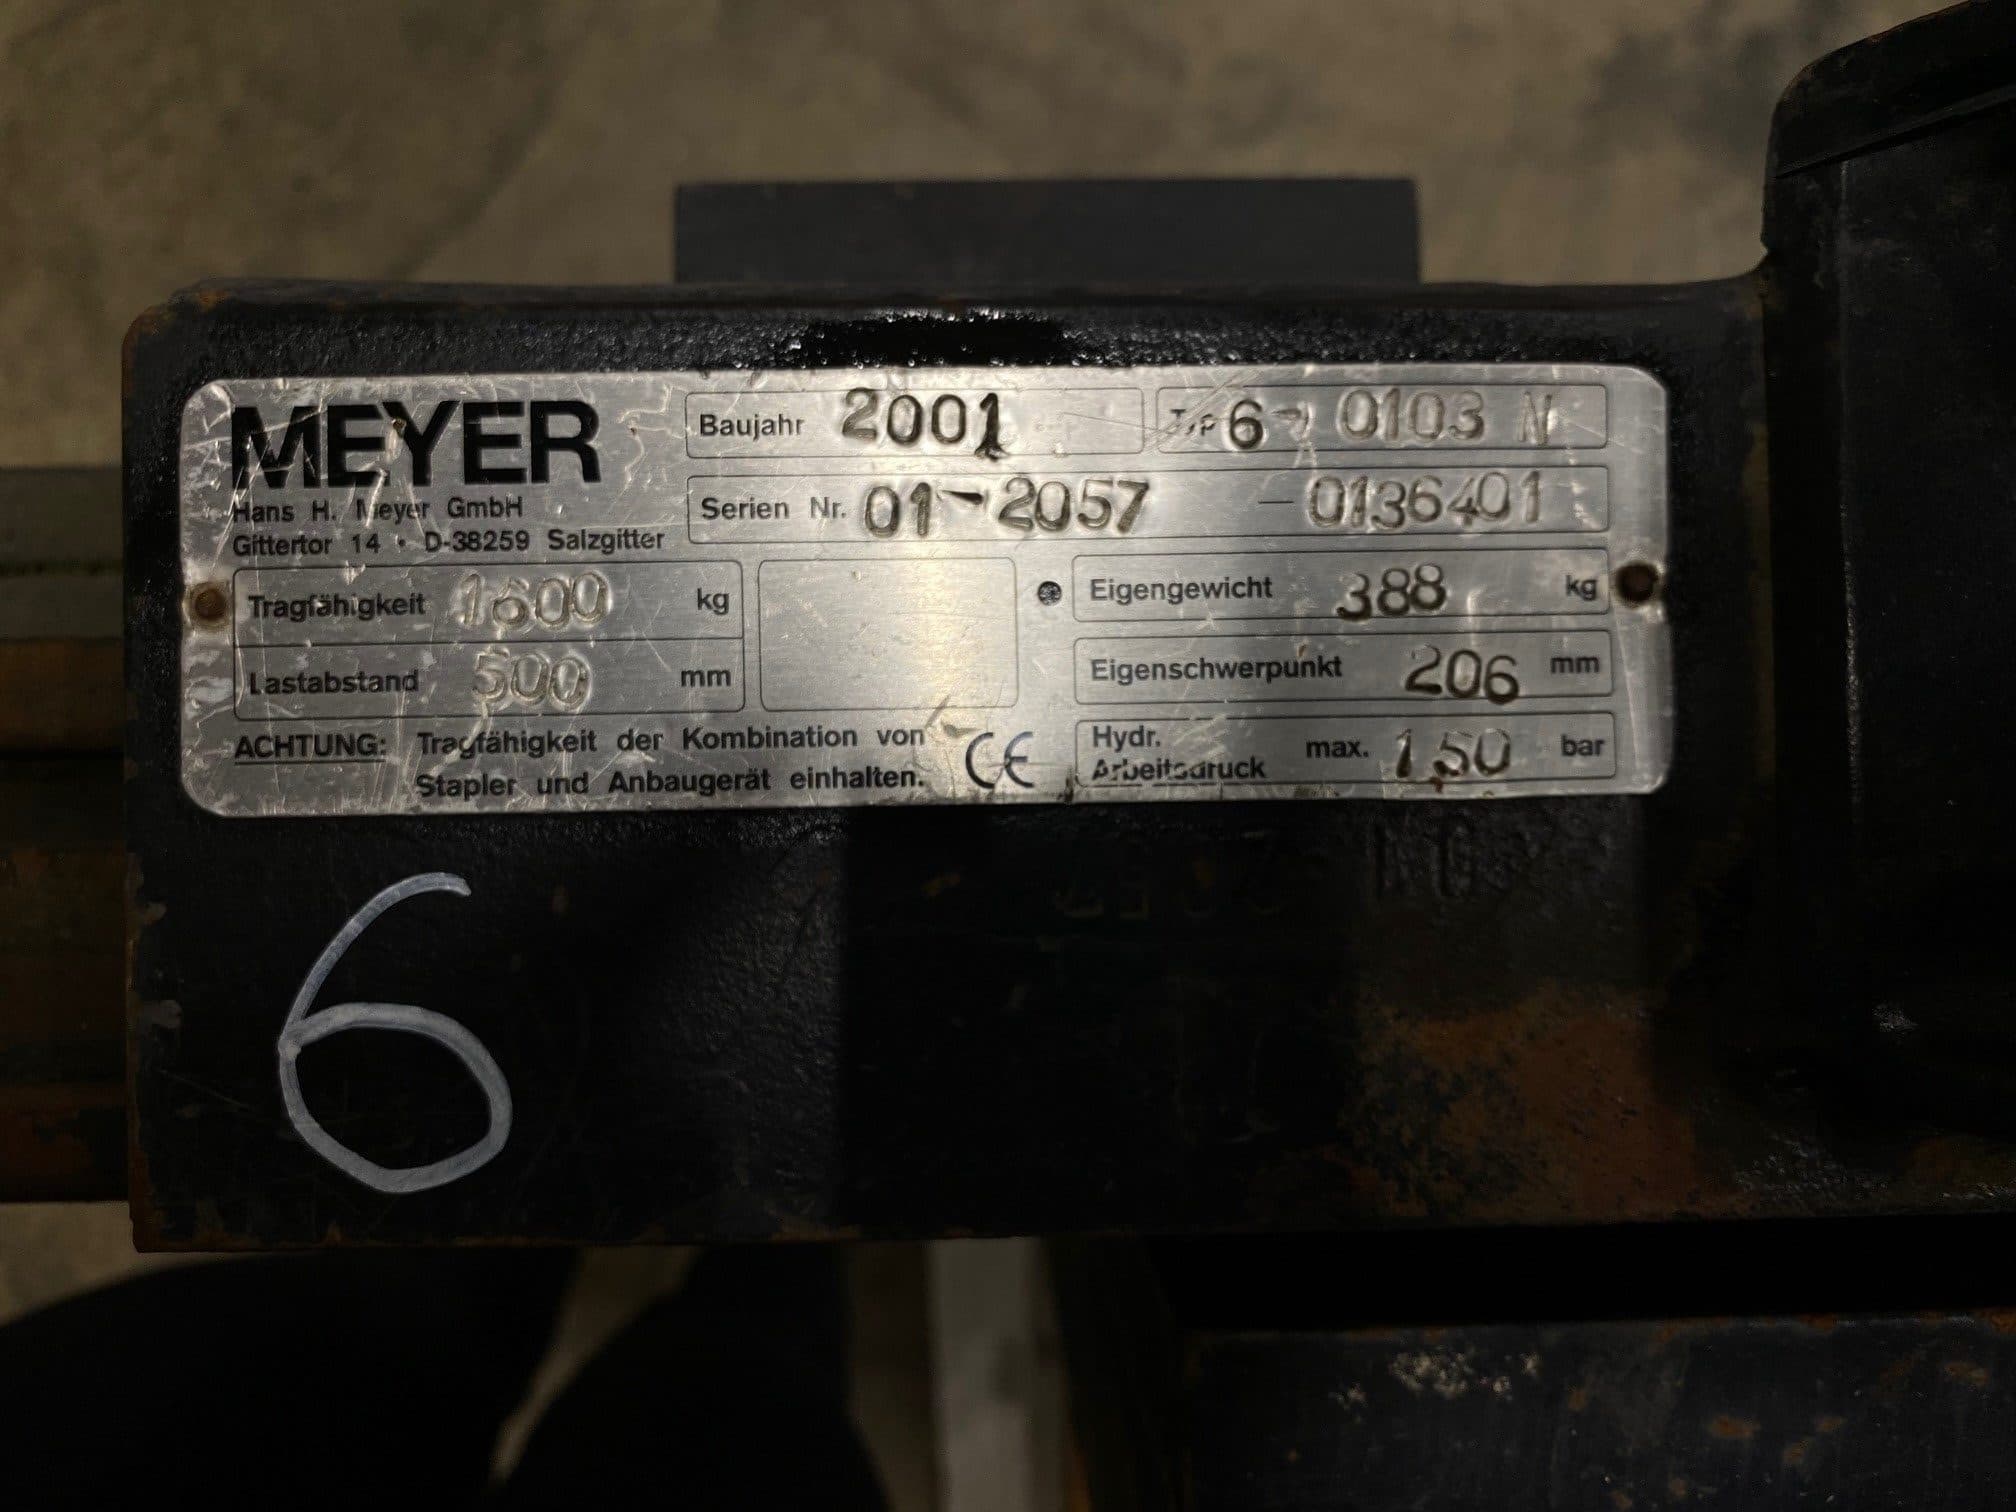 MEYER
Hans H. Meyer GmbH
Gittertor 14 · D-38259 Salzgitter
Baujahr 2001
Typ 6- 0103 N
Serien Nr. 01-2057 -0136401
Tragfähigkeit 1600 kg
Lastabstand 500 mm
Eigengewicht 388 kg
Eigenschwerpunkt 206 mm
Hydr.
Arbeitsdruck max. 150 bar
ACHTUNG: Tragfähigkeit der Kombination von
Stapler und Anbaugerät einhalten.
CE
6